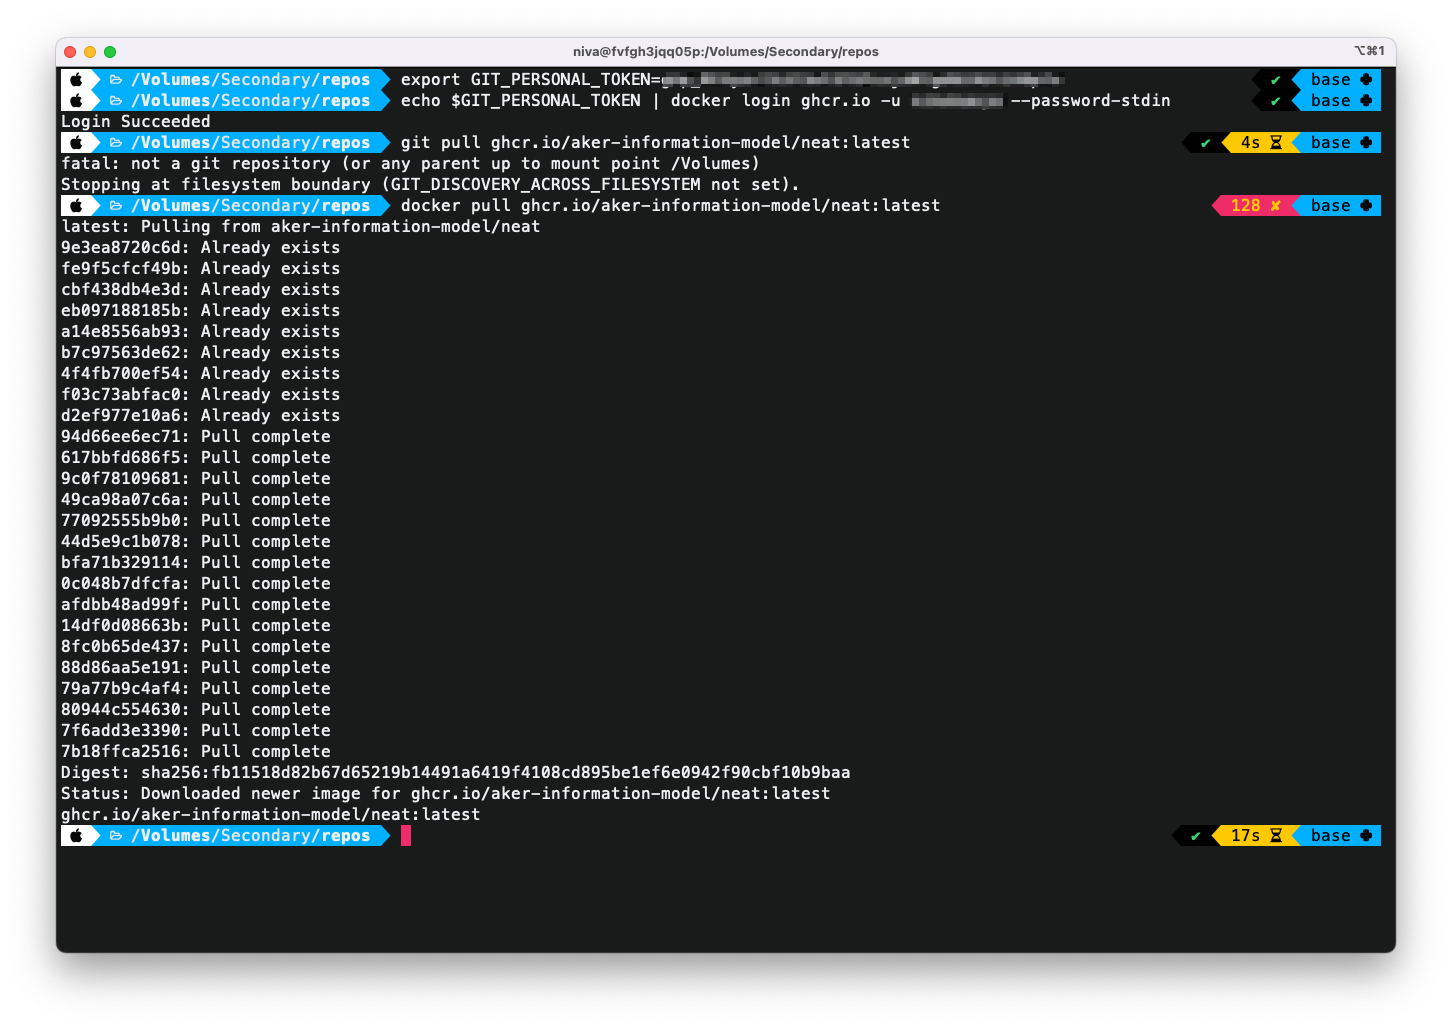 niva@fvfgh3jqq05p:/Volumes/Secondary/repos ⌥⌘1
/Volumes/Secondary/repos export GIT_PERSONAL_TOKEN= ✔ base
/Volumes/Secondary/repos echo $GIT_PERSONAL_TOKEN | docker login ghcr.io -u --password-stdin ✔ base
Login Succeeded
/Volumes/Secondary/repos git pull ghcr.io/aker-information-model/neat:latest ✔ 4s base
fatal: not a git repository (or any parent up to mount point /Volumes)
Stopping at filesystem boundary (GIT_DISCOVERY_ACROSS_FILESYSTEM not set).
/Volumes/Secondary/repos docker pull ghcr.io/aker-information-model/neat:latest 128 ✘ base
latest: Pulling from aker-information-model/neat
9e3ea8720c6d: Already exists
fe9f5cfcf49b: Already exists
cbf438db4e3d: Already exists
eb097188185b: Already exists
a14e8556ab93: Already exists
b7c97563de62: Already exists
4f4fb700ef54: Already exists
f03c73abfac0: Already exists
d2ef977e10a6: Already exists
94d66ee6ec71: Pull complete
617bbfd686f5: Pull complete
9c0f78109681: Pull complete
49ca98a07c6a: Pull complete
77092555b9b0: Pull complete
44d5e9c1b078: Pull complete
bfa71b329114: Pull complete
0c048b7dfcfa: Pull complete
afdbb48ad99f: Pull complete
14df0d08663b: Pull complete
8fc0b65de437: Pull complete
88d86aa5e191: Pull complete
79a77b9c4af4: Pull complete
80944c554630: Pull complete
7f6add3e3390: Pull complete
7b18ffca2516: Pull complete
Digest: sha256:fb11518d82b67d65219b14491a6419f4108cd895be1ef6e0942f90cbf10b9baa
Status: Downloaded newer image for ghcr.io/aker-information-model/neat:latest
ghcr.io/aker-information-model/neat:latest
/Volumes/Secondary/repos ✔ 17s base